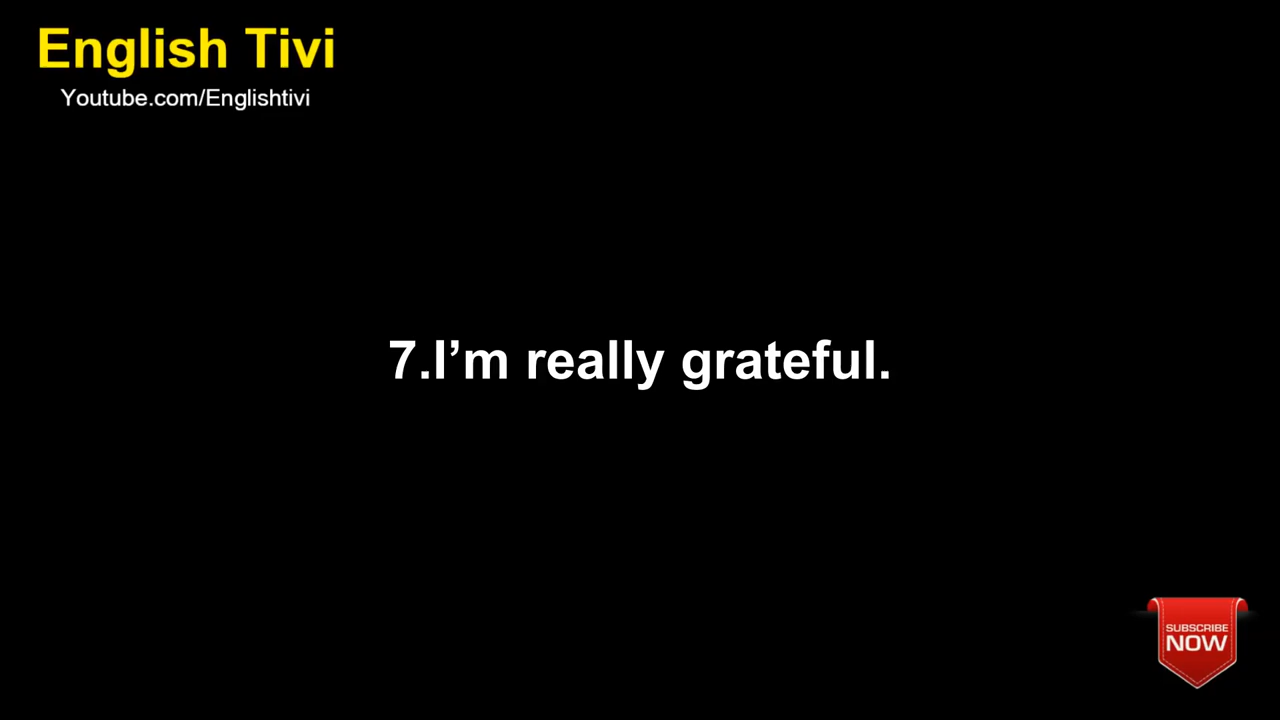 English Tivi
Youtube.com/Englishtivi
7.I’m really grateful.
SUBSCRIBE
NOW